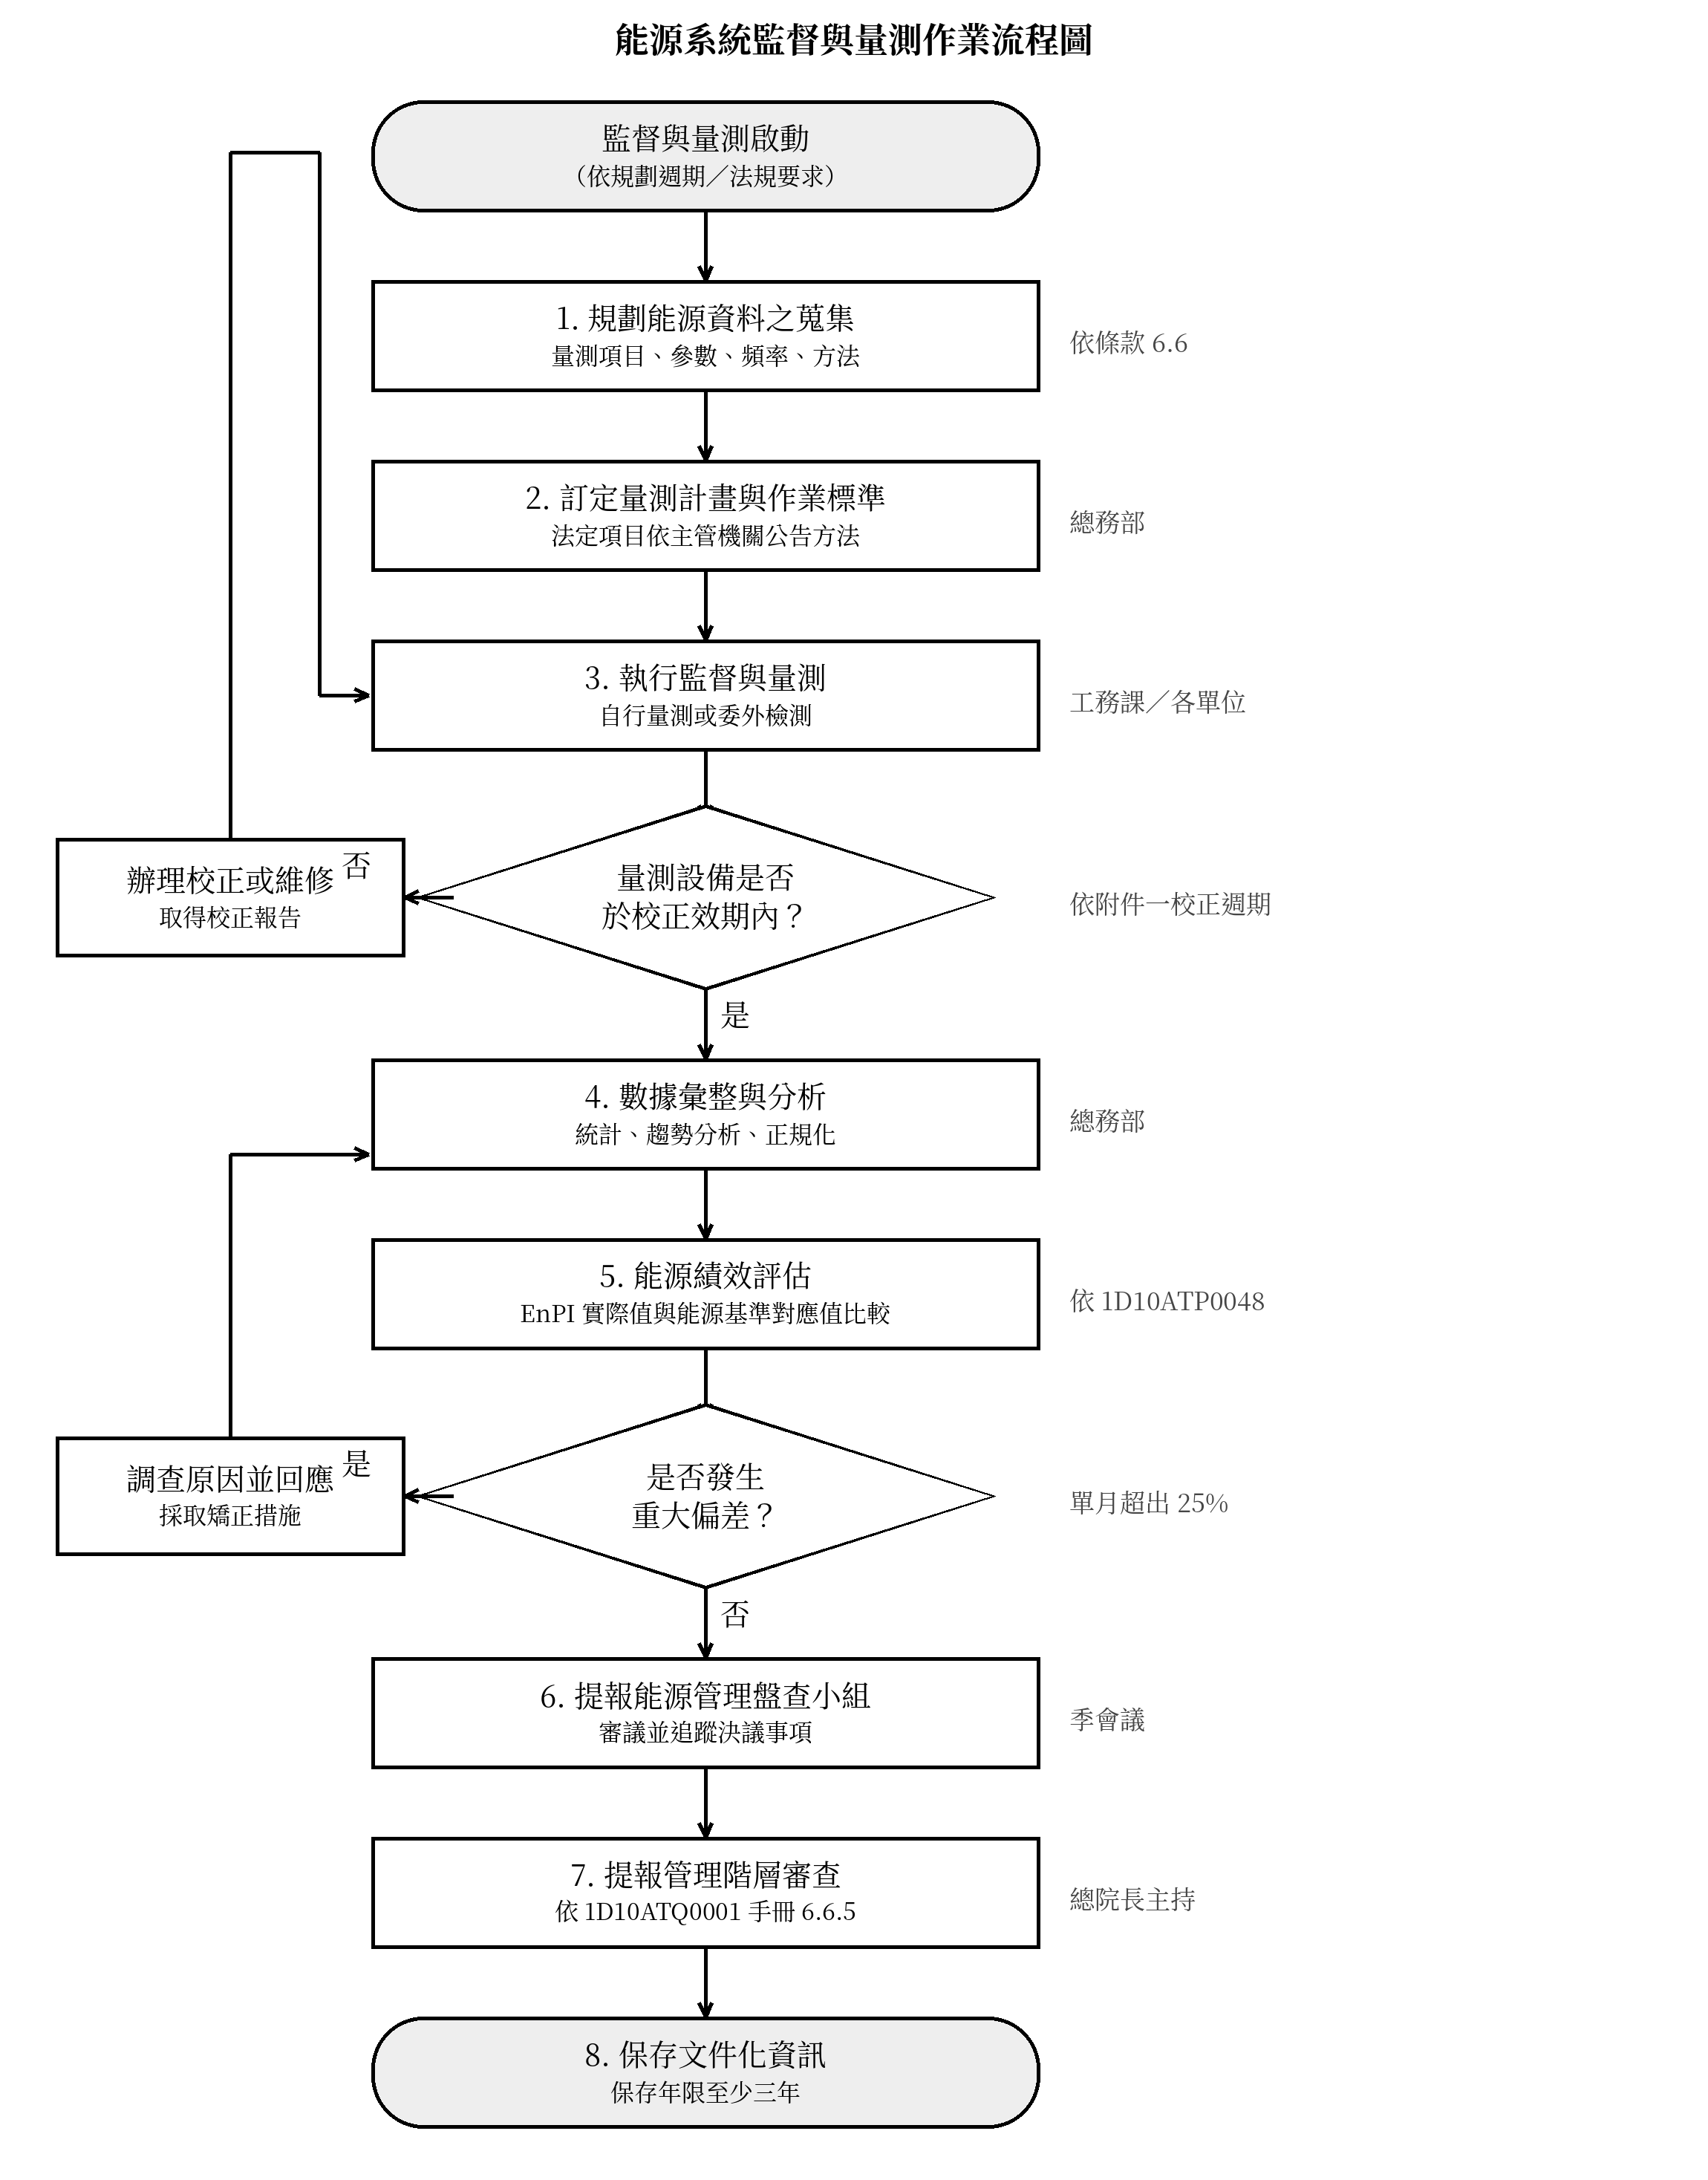 能源系統監督與量測作業流程圖
監督與量測啟動
（依規劃週期／法規要求）
1. 規劃能源資料之蒐集
量測項目、參數、頻率、方法
依條款 6.6
2. 訂定量測計畫與作業標準
法定項目依主管機關公告方法
總務部
3. 執行監督與量測
自行量測或委外檢測
工務課／各單位
量測設備是否
於校正效期內？
依附件一校正週期
否
辦理校正或維修
取得校正報告
是
4. 數據彙整與分析
統計、趨勢分析、正規化
總務部
5. 能源績效評估
EnPI 實際值與能源基準對應值比較
依 1D10ATP0048
是否發生
重大偏差？
單月超出 25%
是
調查原因並回應
採取矯正措施
否
6. 提報能源管理盤查小組
審議並追蹤決議事項
季會議
7. 提報管理階層審查
依 1D10ATQ0001 手冊 6.6.5
總院長主持
8. 保存文件化資訊
保存年限至少三年